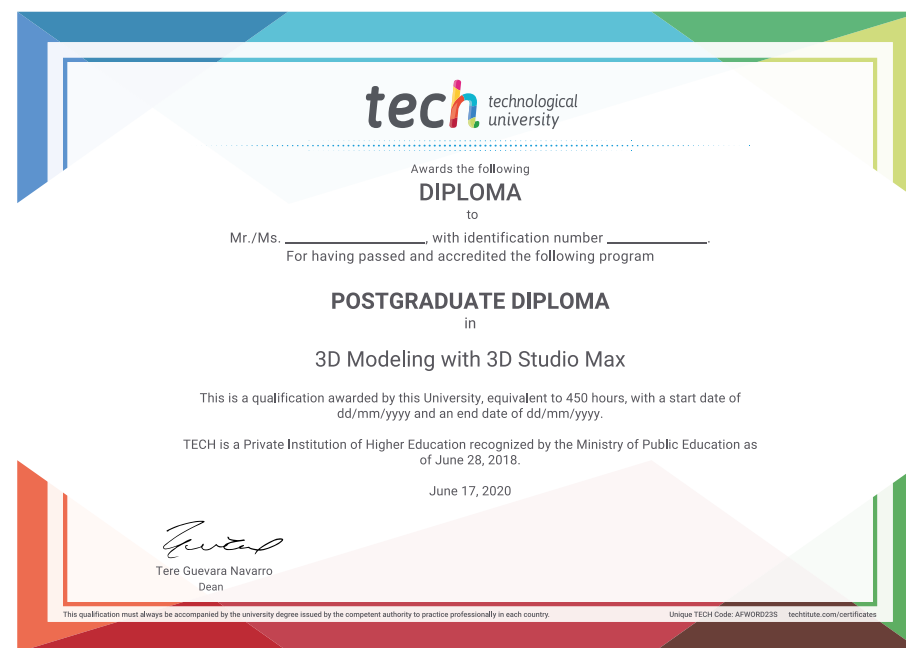 tech technological
university
Awards the following
DIPLOMA
to
Mr./Ms. ____________________, with identification number ______________.
For having passed and accredited the following program
POSTGRADUATE DIPLOMA
in
3D Modeling with 3D Studio Max
This is a qualification awarded by this University, equivalent to 450 hours, with a start date of
dd/mm/yyyy and an end date of dd/mm/yyyy.
TECH is a Private Institution of Higher Education recognized by the Ministry of Public Education as
of June 28, 2018.
June 17, 2020
Tere Guevara Navarro
Dean
This qualification must always be accompanied by the university degree issued by the competent authority to practice professionally in each country. Unique TECH Code: AFWORD23S techtitute.com/certificates